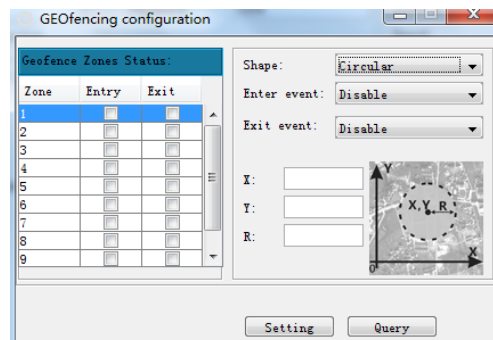 GEOfencing configuration
Geofence Zones Status:
Zone Entry Exit
1
2
3
4
5
6
7
8
9
Shape: Circular
Enter event: Disable
Exit event: Disable
X:
Y:
R:
Y
X,Y R
X
0
Setting Query